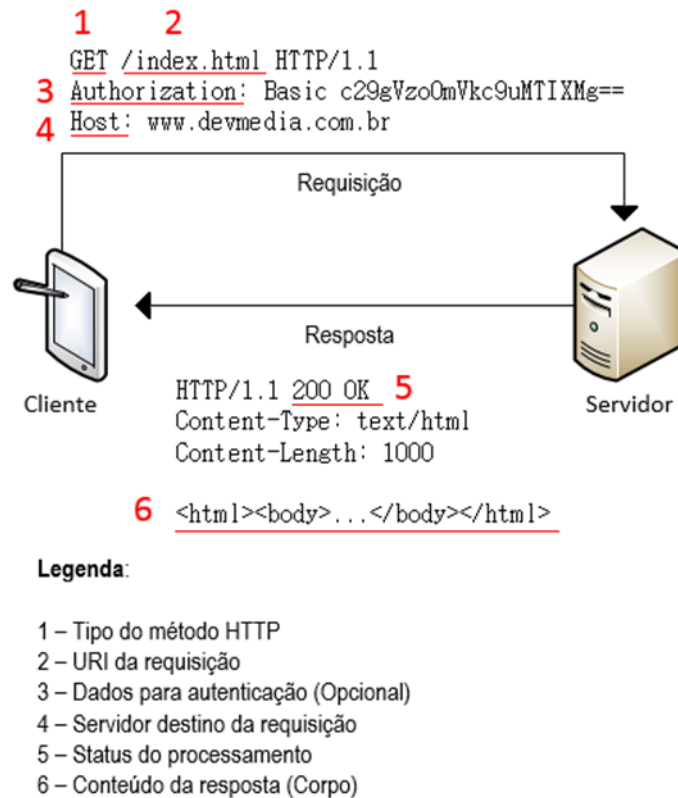 1 2
GET /index.html HTTP/1.1
3 Authorization: Basic c29gVzoOmVkc9uMTIXMg==
4 Host: www.devmedia.com.br
Requisição
Resposta
Cliente
Servidor
HTTP/1.1 200 OK 5
Content-Type: text/html
Content-Length: 1000
6 <html><body>...</body></html>
Legenda:
1 – Tipo do método HTTP
2 – URI da requisição
3 – Dados para autenticação (Opcional)
4 – Servidor destino da requisição
5 – Status do processamento
6 – Conteúdo da resposta (Corpo)